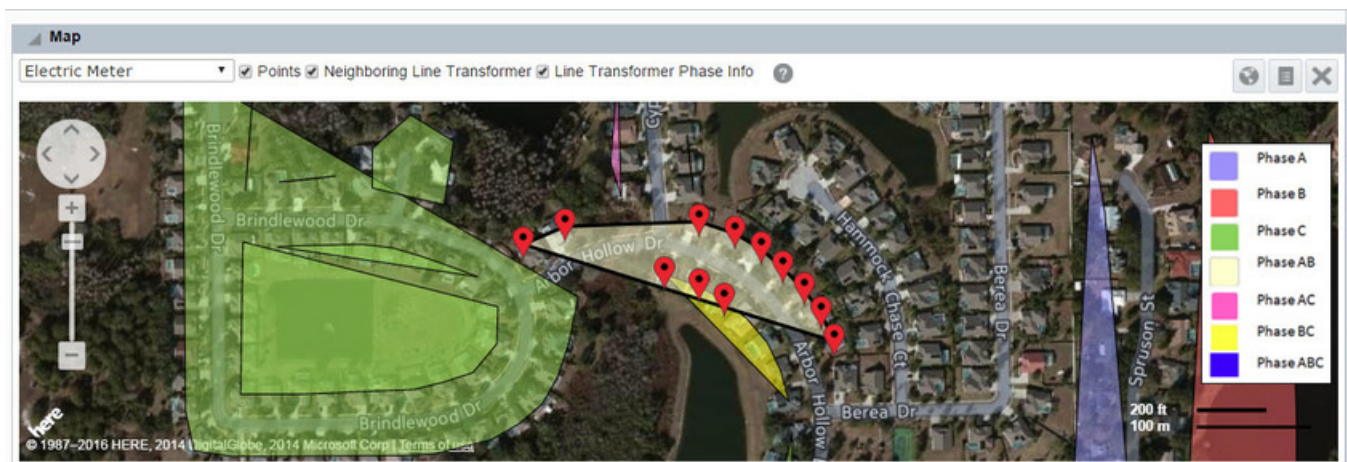 Map
Electric Meter
Points Neighboring Line Transformer Line Transformer Phase Info ?
Brindlewood Dr
Brindlewood Dr
Arbor Hollow Dr
Hammock Chase Ct
Berea Dr
Spruson St
Phase A
Phase B
Phase C
Phase AB
Phase AC
Phase BC
Phase ABC
Brindlewood Dr
Arbor Hollow
Berea Dr
200 ft
100 m
here
© 1987–2016 HERE, 2014 DigitalGlobe, 2014 Microsoft Corp | Terms of use